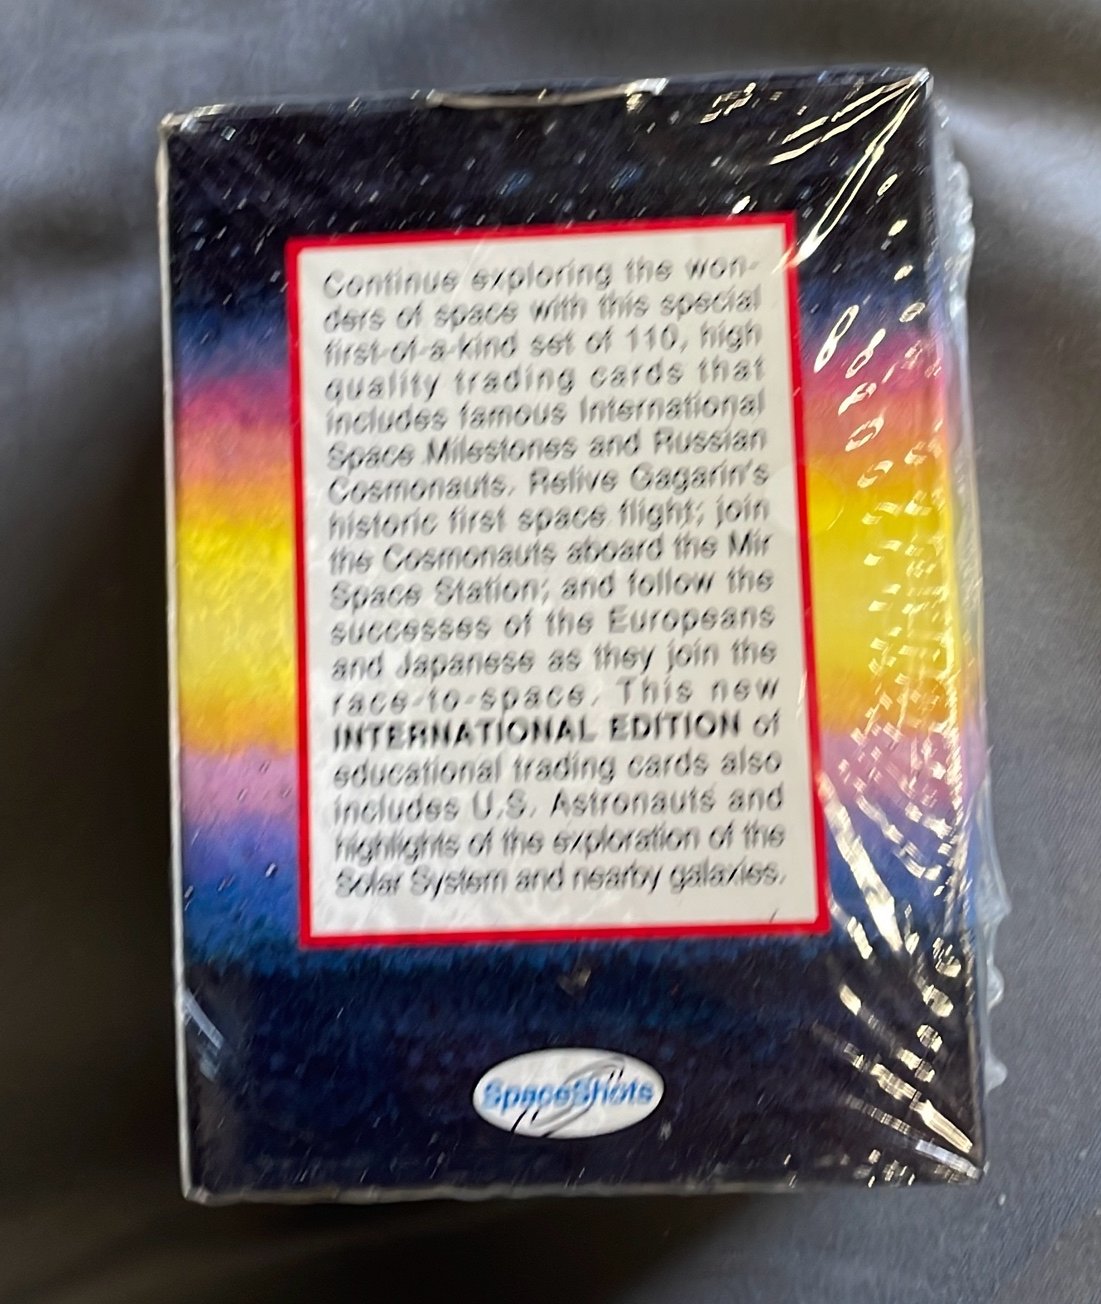 Continue exploring the won-
ders of space with this special
first-of-a-kind set of 110, high
quality trading cards that
includes famous International
Space Milestones and Russian
Cosmonauts. Relive Gagarin's
historic first space flight; join
the Cosmonauts aboard the Mir
Space Station; and follow the
successes of the Europeans
and Japanese as they join the
race-to-space. This new
INTERNATIONAL EDITION of
educational trading cards also
includes U.S. Astronauts and
highlights of the exploration of the
Solar System and nearby galaxies.
SpaceShots